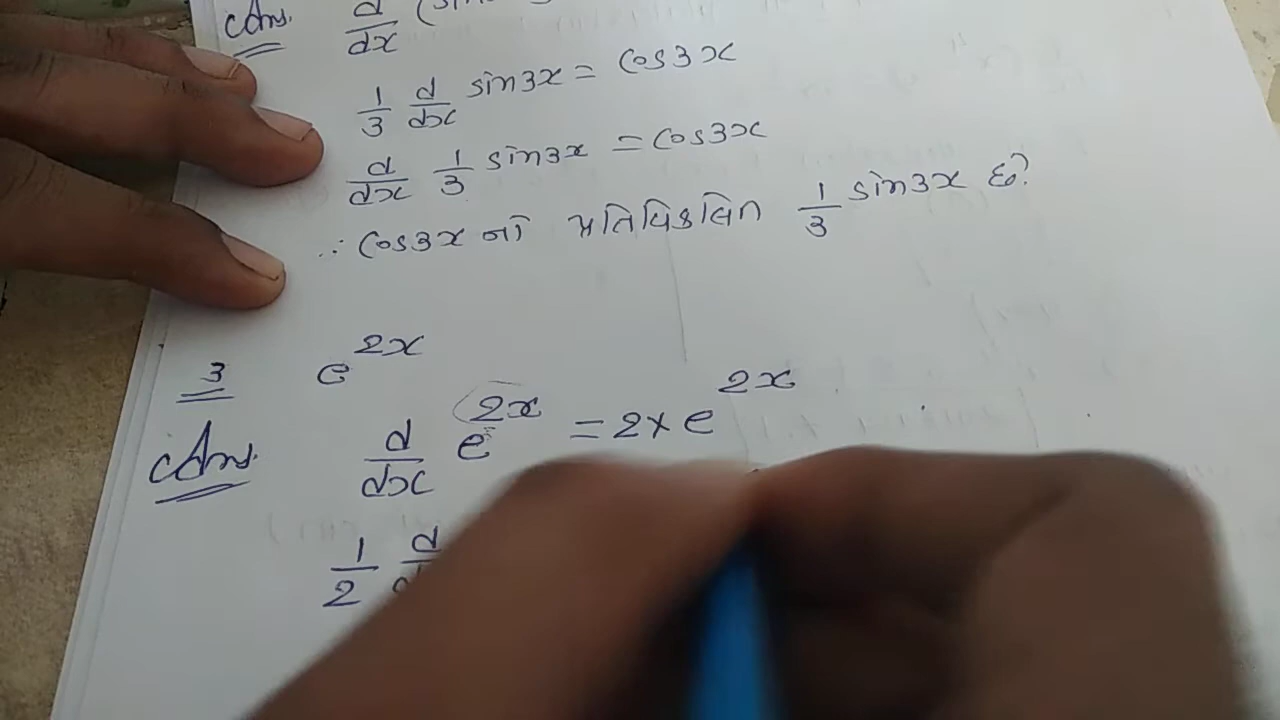 Ans. d/dx (sin
1/3 d/dx sin3x = cos3x
d/dx 1/3 sin3x = cos3x
∴ cos3x નો પ્રતિવિકલિત 1/3 sin3x છે.
3 e^2x
Ans. d/dx e^2x = 2 × e^2x
1/2 d